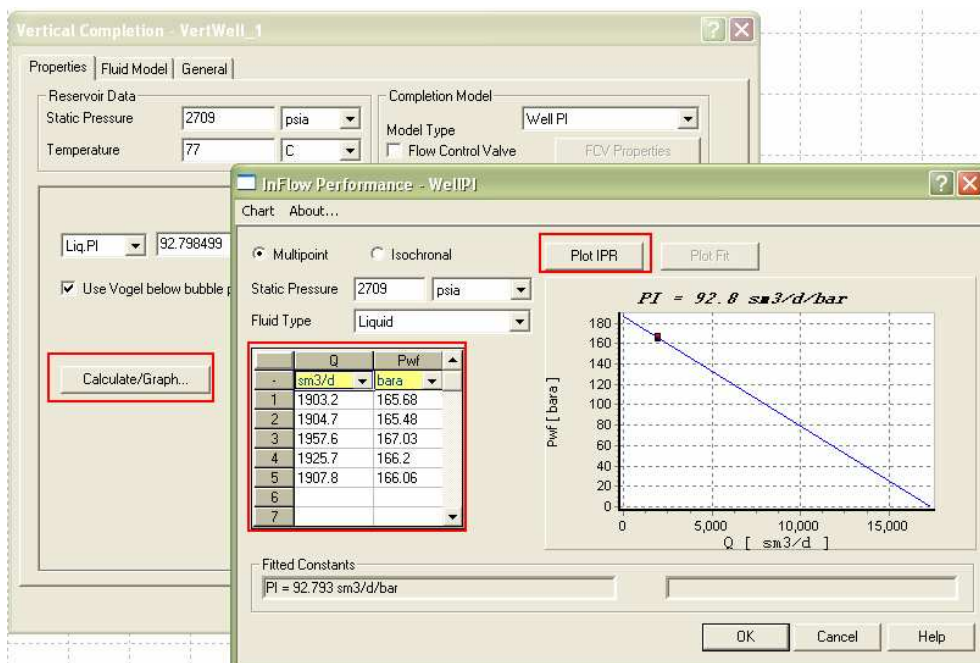 Vertical Completion - VertWell_1
Properties Fluid Model General
Reservoir Data
Static Pressure 2709 psia
Temperature 77 C
Completion Model
Model Type Well PI
Flow Control Valve FCV Properties
Liq.PI 92.798499
Use Vogel below bubble p
Calculate/Graph...
InFlow Performance - WellPI
Chart About...
Multipoint Isochronal Plot IPR Plot Fit
Static Pressure 2709 psia
Fluid Type Liquid
Q Pwf
- sm3/d bara
1 1903.2 165.68
2 1904.7 165.48
3 1957.6 167.03
4 1925.7 166.2
5 1907.8 166.06
6
7
PI = 92.8 sm3/d/bar
Pwf [ bara ]
180
160
140
120
100
80
60
40
20
0
0 5,000 10,000 15,000
Q [ sm3/d ]
Fitted Constants
PI = 92.793 sm3/d/bar
OK Cancel Help